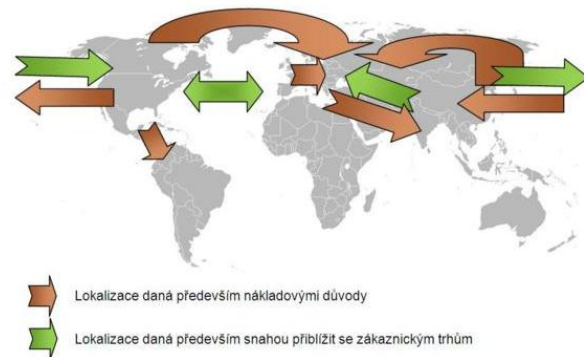 Lokalizace daná především nákladovými důvody
Lokalizace daná především snahou přiblížit se zákaznickým trhům